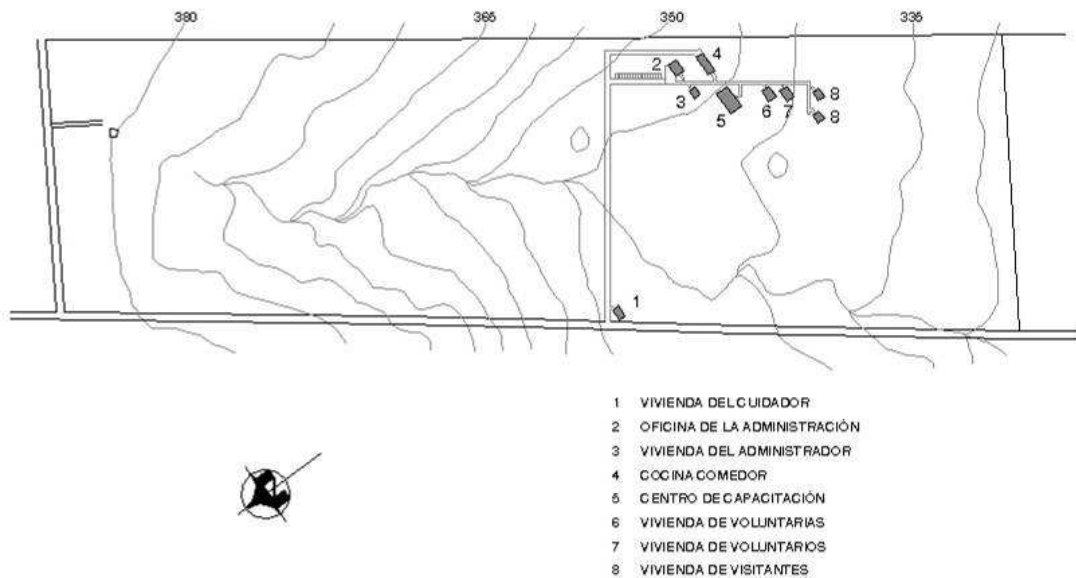 380 365 350 335
4
2
3
5
6 7 8
8
1
1 VIVIENDA DEL CUIDADOR
2 OFICINA DE LA ADMINISTRACIÓN
3 VIVIENDA DEL ADMINISTRADOR
4 COCINA COMEDOR
5 CENTRO DE CAPACITACIÓN
6 VIVIENDA DE VOLUNTARIAS
7 VIVIENDA DE VOLUNTARIOS
8 VIVIENDA DE VISITANTES